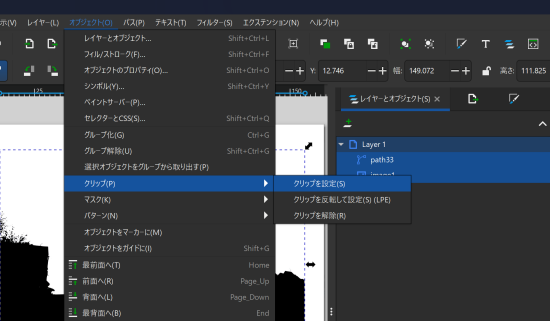 示(V) レイヤー(L) オブジェクト(O) パス(P) テキスト(T) フィルター(S) エクステンション(N) ヘルプ(H)
レイヤーとオブジェクト... Shift+Ctrl+L
フィル/ストローク(F)... Shift+Ctrl+F
オブジェクトのプロパティ(O)... Shift+Ctrl+O
シンボル(Y)... Shift+Ctrl+Y
ペイントサーバー(P)...
セレクターとCSS(S)... Shift+Ctrl+Q
グループ化(G) Ctrl+G
グループ解除(U) Shift+Ctrl+G
選択オブジェクトをグループから取り出す(P)
クリップ(P)
マスク(K)
パターン(N)
オブジェクトをマーカーに(M)
オブジェクトをガイドに(I) Shift+G
最前面へ(T) Home
前面へ(R) Page_Up
背面へ(L) Page_Down
最背面へ(B) End
クリップを設定(S)
クリップを反転して設定(S) (LPE)
クリップを解除(R)
Y: 12.746 幅: 149.072 高さ: 111.825
125
150
レイヤーとオブジェクト(S)
Layer 1
path33
image1